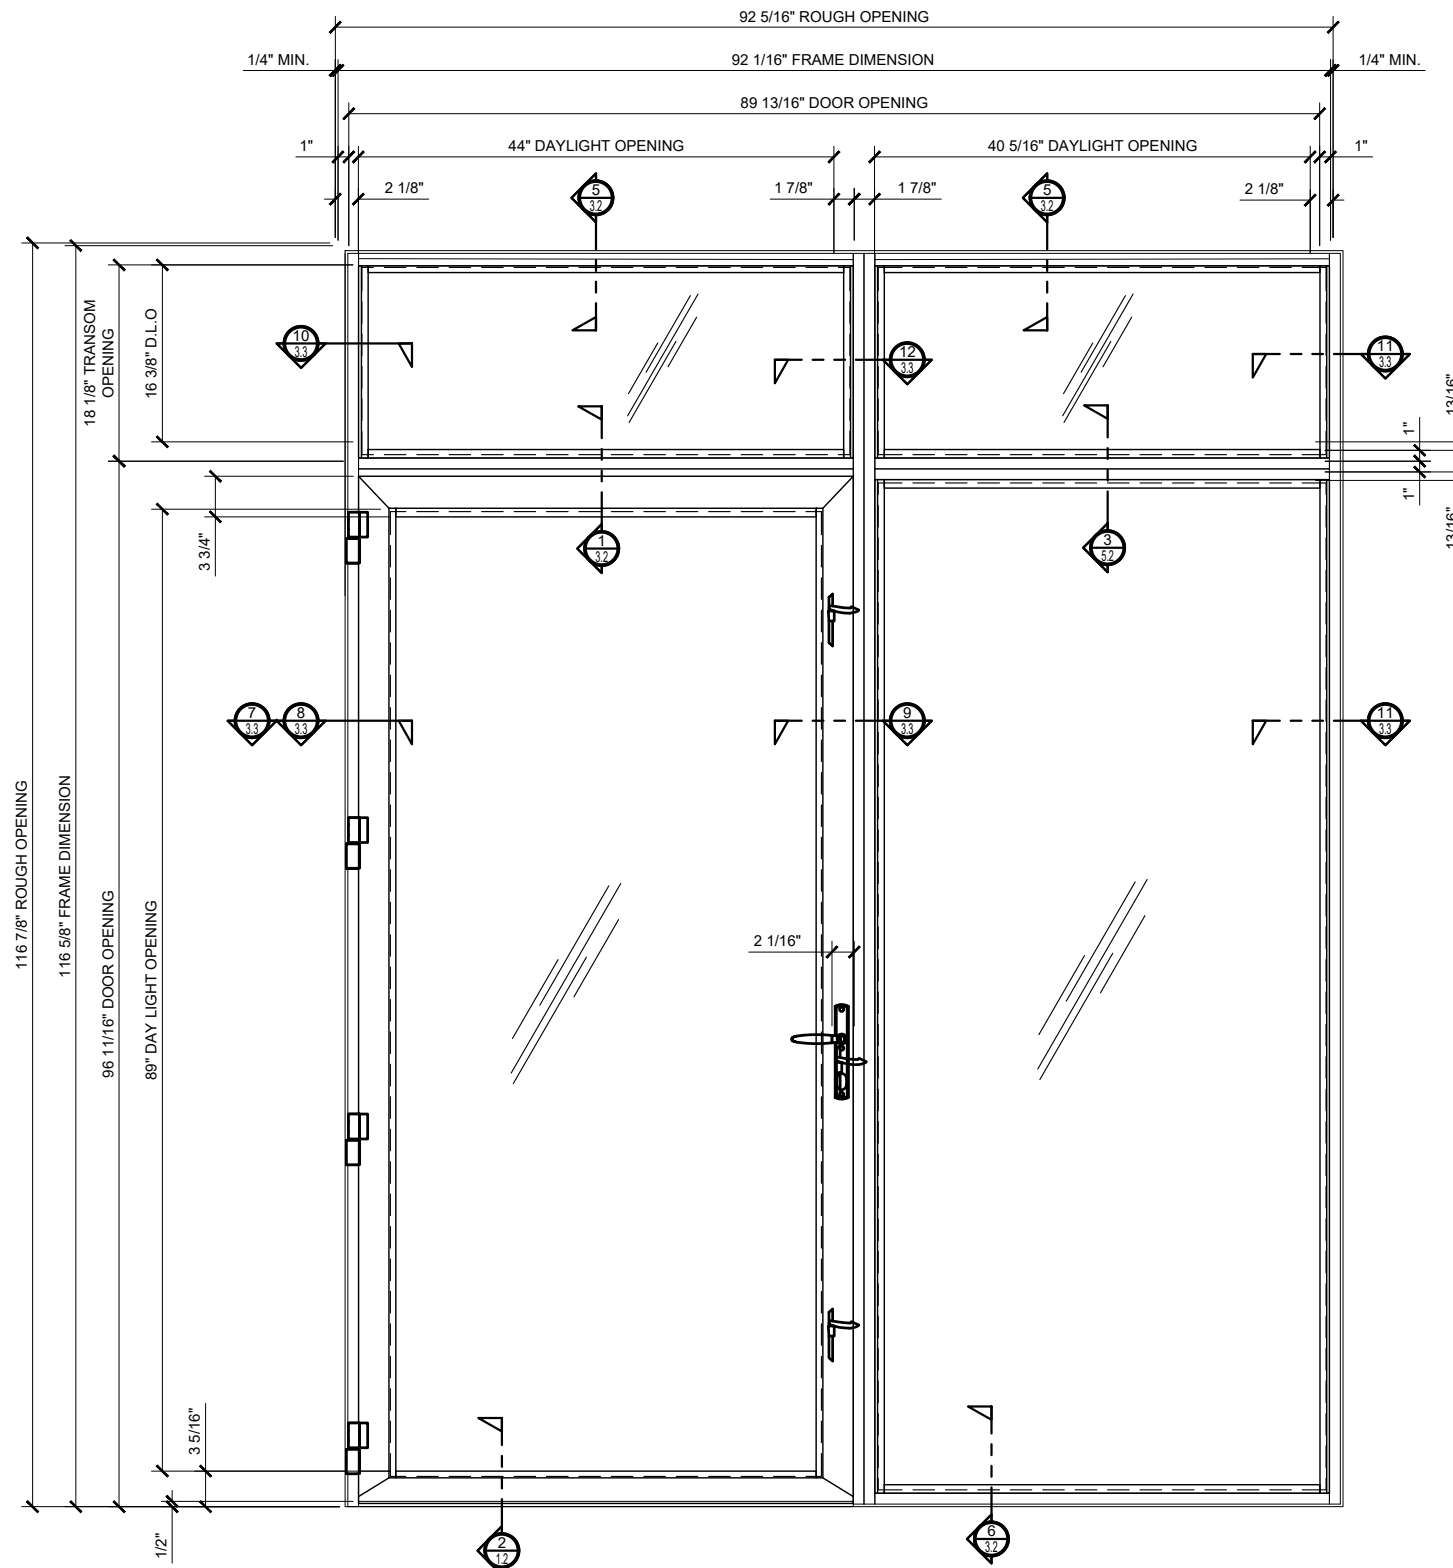 92 5/16" ROUGH OPENING
1/4" MIN.
92 1/16" FRAME DIMENSION
1/4" MIN.
89 13/16" DOOR OPENING
1"
44" DAYLIGHT OPENING
40 5/16" DAYLIGHT OPENING
1"
2 1/8"
5
3.2
1 7/8"
1 7/8"
5
3.2
2 1/8"
18 1/8" TRANSOM
OPENING
16 3/8" D.L.O
10
3.3
12
3.3
11
3.3
13/16"
1"
1"
13/16"
3 3/4"
1
3.2
3
5.2
7
3.3
8
3.3
9
3.3
11
3.3
116 7/8" ROUGH OPENING
116 5/8" FRAME DIMENSION
96 11/16" DOOR OPENING
89" DAY LIGHT OPENING
2 1/16"
3 5/16"
1/2"
2
1.2
6
3.2